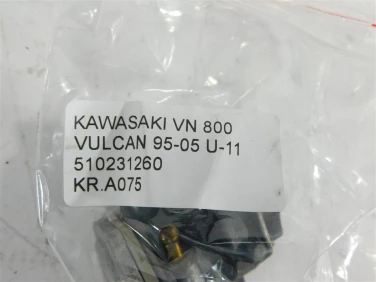 KAWASAKI VN 800
VULCAN 95-05 U-11
510231260
KR.A075